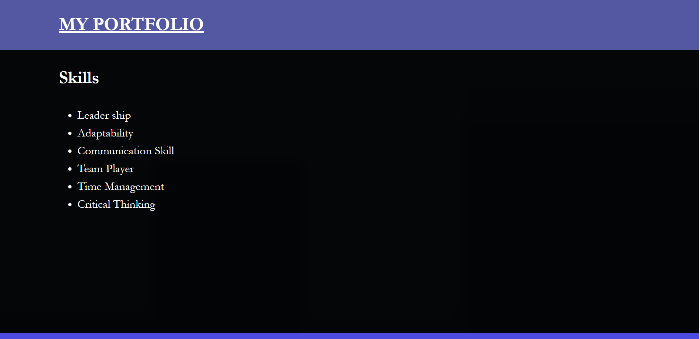 MY PORTFOLIO
Skills
• Leader ship
• Adaptability
• Communication Skill
• Team Player
• Time Management
• Critical Thinking